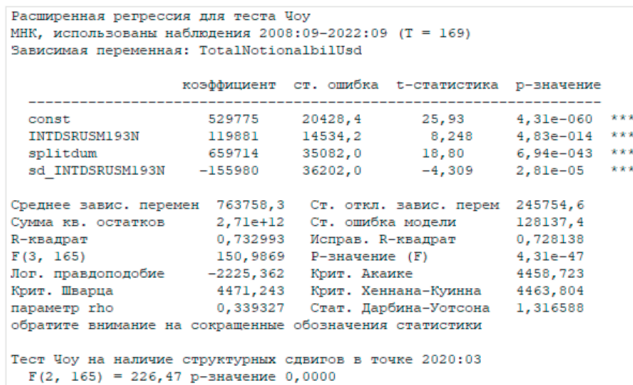 Расширенная регрессия для теста Чоу
МНК, использованы наблюдения 2008:09-2022:09 (T = 169)
Зависимая переменная: TotalNotionalbilUsd
коэффициент ст. ошибка t-статистика p-значение
---------------------------------------------------------------
const 529775 20428,4 25,93 4,31e-060 ***
INTDSRUSM193N 119881 14534,2 8,248 4,83e-014 ***
splitdum 659714 35082,0 18,80 6,94e-043 ***
sd_INTDSRUSM193N -155980 36202,0 -4,309 2,81e-05 ***
Среднее завис. перемен 763758,3 Ст. откл. завис. перем 245754,6
Сумма кв. остатков 2,71e+12 Ст. ошибка модели 128137,4
R-квадрат 0,732993 Исправ. R-квадрат 0,728138
F(3, 165) 150,9869 P-значение (F) 4,31e-47
Лог. правдоподобие -2225,362 Крит. Акаике 4458,723
Крит. Шварца 4471,243 Крит. Хеннана-Куинна 4463,804
параметр rho 0,339327 Стат. Дарбина-Уотсона 1,316588
обратите внимание на сокращенные обозначения статистики
Тест Чоу на наличие структурных сдвигов в точке 2020:03
F(2, 165) = 226,47 p-значение 0,0000